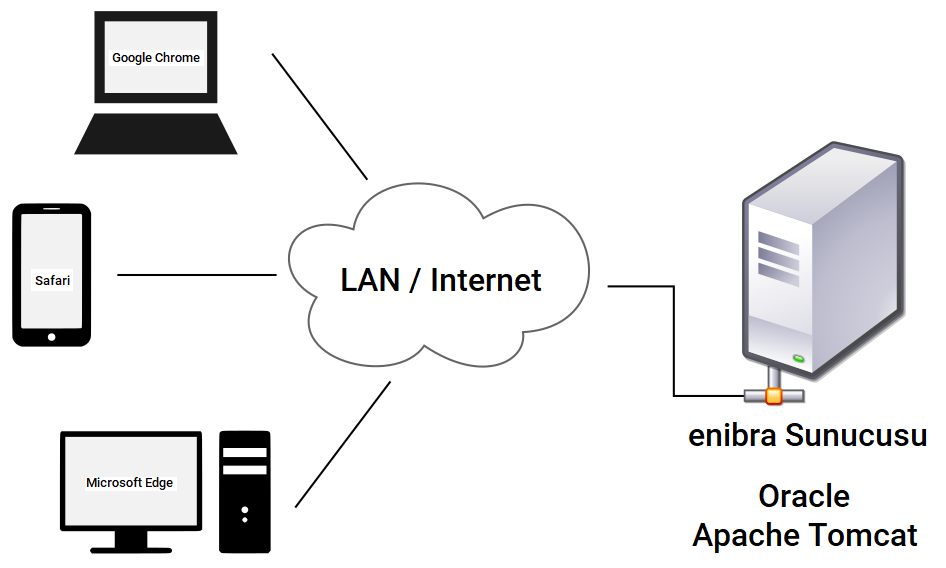 Google Chrome
Safari
LAN / Internet
Microsoft Edge
enibra Sunucusu
Oracle
Apache Tomcat